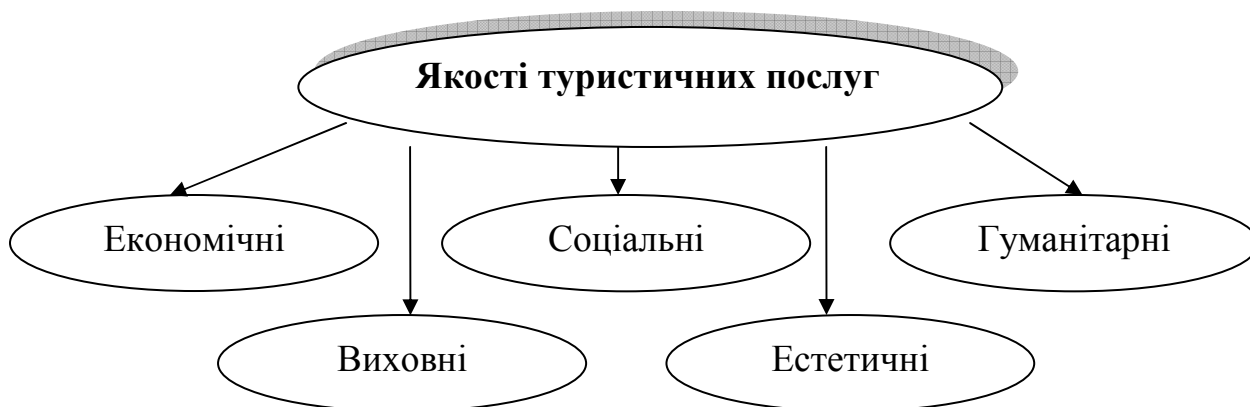 Якості туристичних послуг
Економічні
Соціальні
Гуманітарні
Виховні
Естетичні